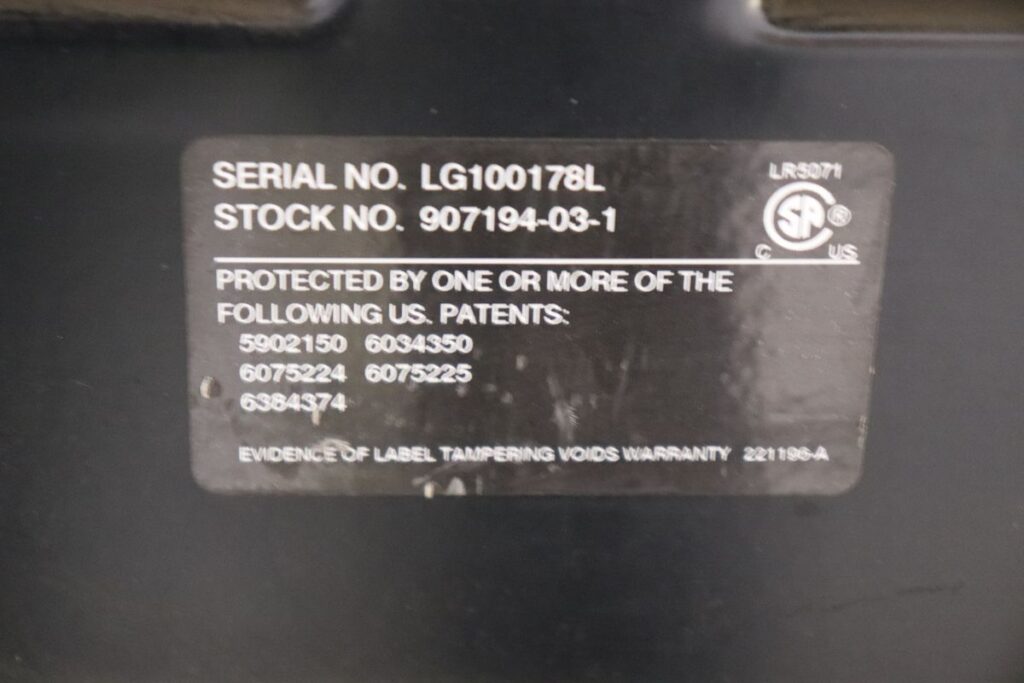 SERIAL NO. LG100178L
STOCK NO. 907194-03-1
LR5071
SP ®
C US
PROTECTED BY ONE OR MORE OF THE
FOLLOWING US. PATENTS:
5902150 6034350
6075224 6075225
6384374
EVIDENCE OF LABEL TAMPERING VOIDS WARRANTY 221196-A